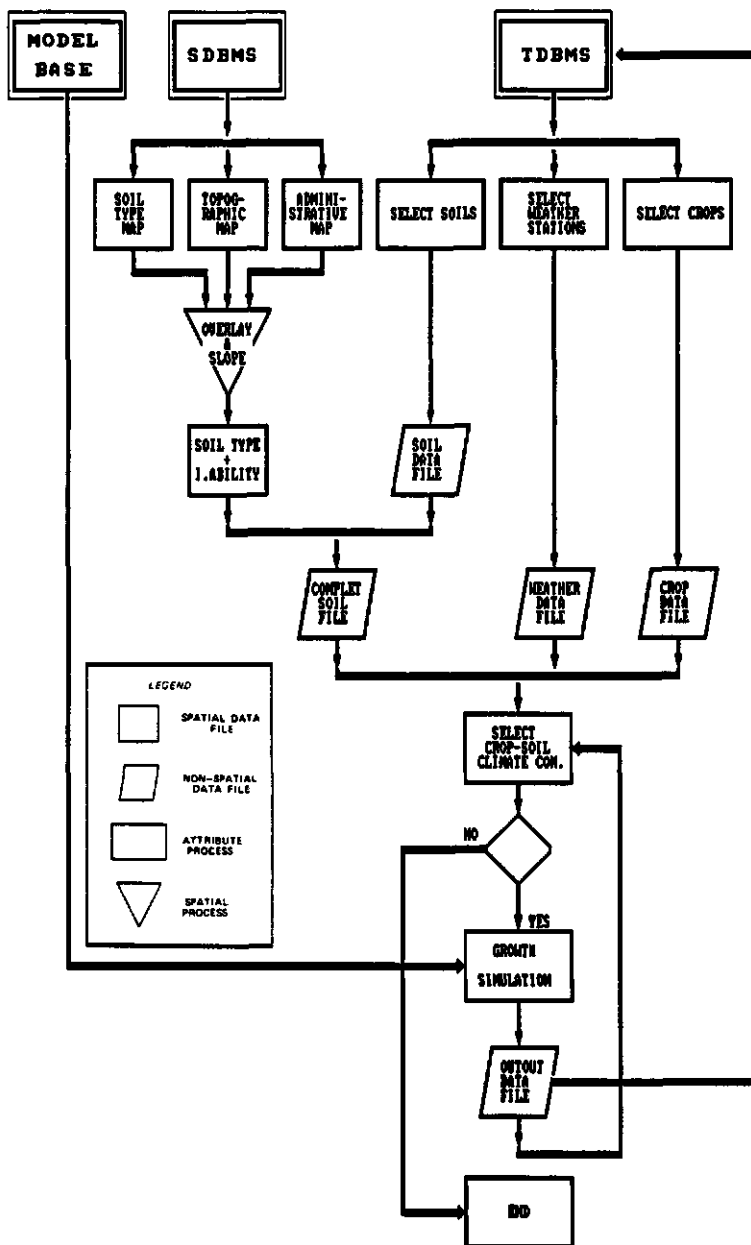 MODEL
BASE
SDBMS
TDBMS
SOIL
TYPE
MAP
TOPOG-
RAPHIC
MAP
ADMINI-
STRATIVE
MAP
SELECT SOILS
SELECT
WEATHER
STATIONS
SELECT CROPS
OVERLAY
&
SLOPE
SOIL TYPE
+
I.ABILITY
SOIL
DATA
FILE
COMPLET
SOIL
FILE
WEATHER
DATA
FILE
CROP
DATA
FILE
LEGEND
SPATIAL DATA
FILE
NON-SPATIAL
DATA FILE
ATTRIBUTE
PROCESS
SPATIAL
PROCESS
SELECT
CROP-SOIL
CLIMATE COM.
NO
YES
GROWTH
SIMULATION
OUTOUT
DATA
FILE
END